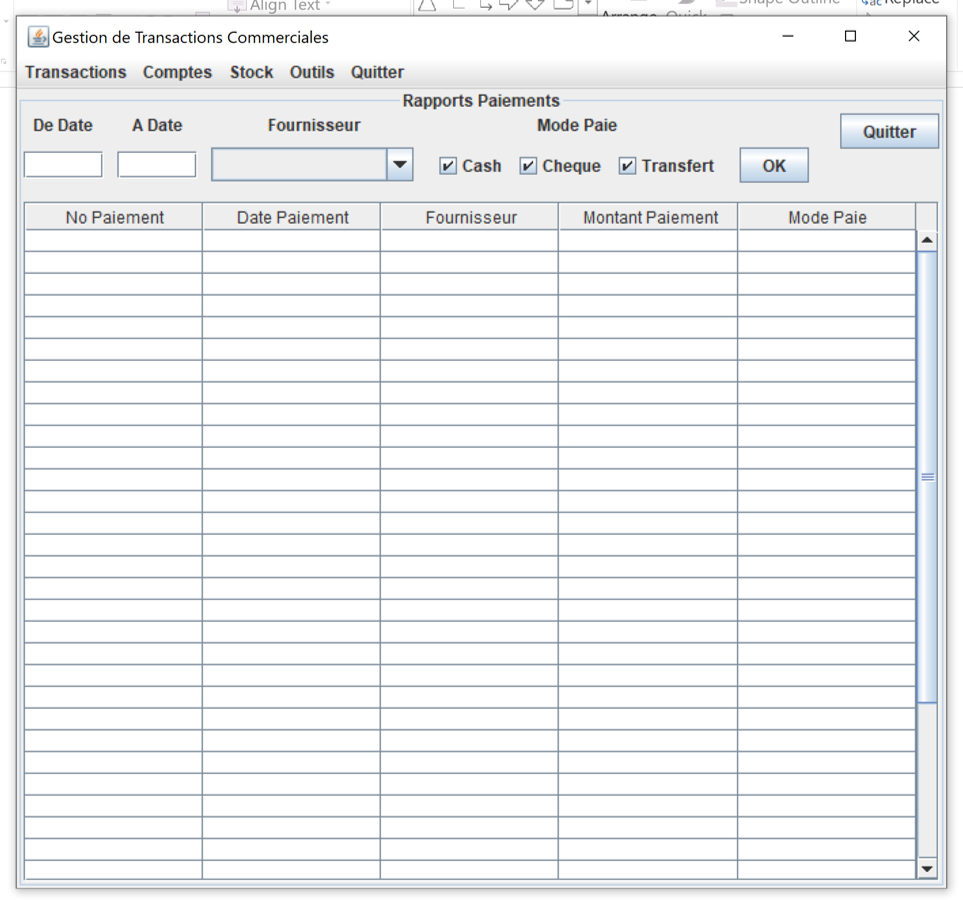 Align Text
Shape Outline
Replace
Arrange Quick
Gestion de Transactions Commerciales
Transactions Comptes Stock Outils Quitter
Rapports Paiements
De Date A Date Fournisseur Mode Paie Quitter
Cash Cheque Transfert OK
No Paiement Date Paiement Fournisseur Montant Paiement Mode Paie